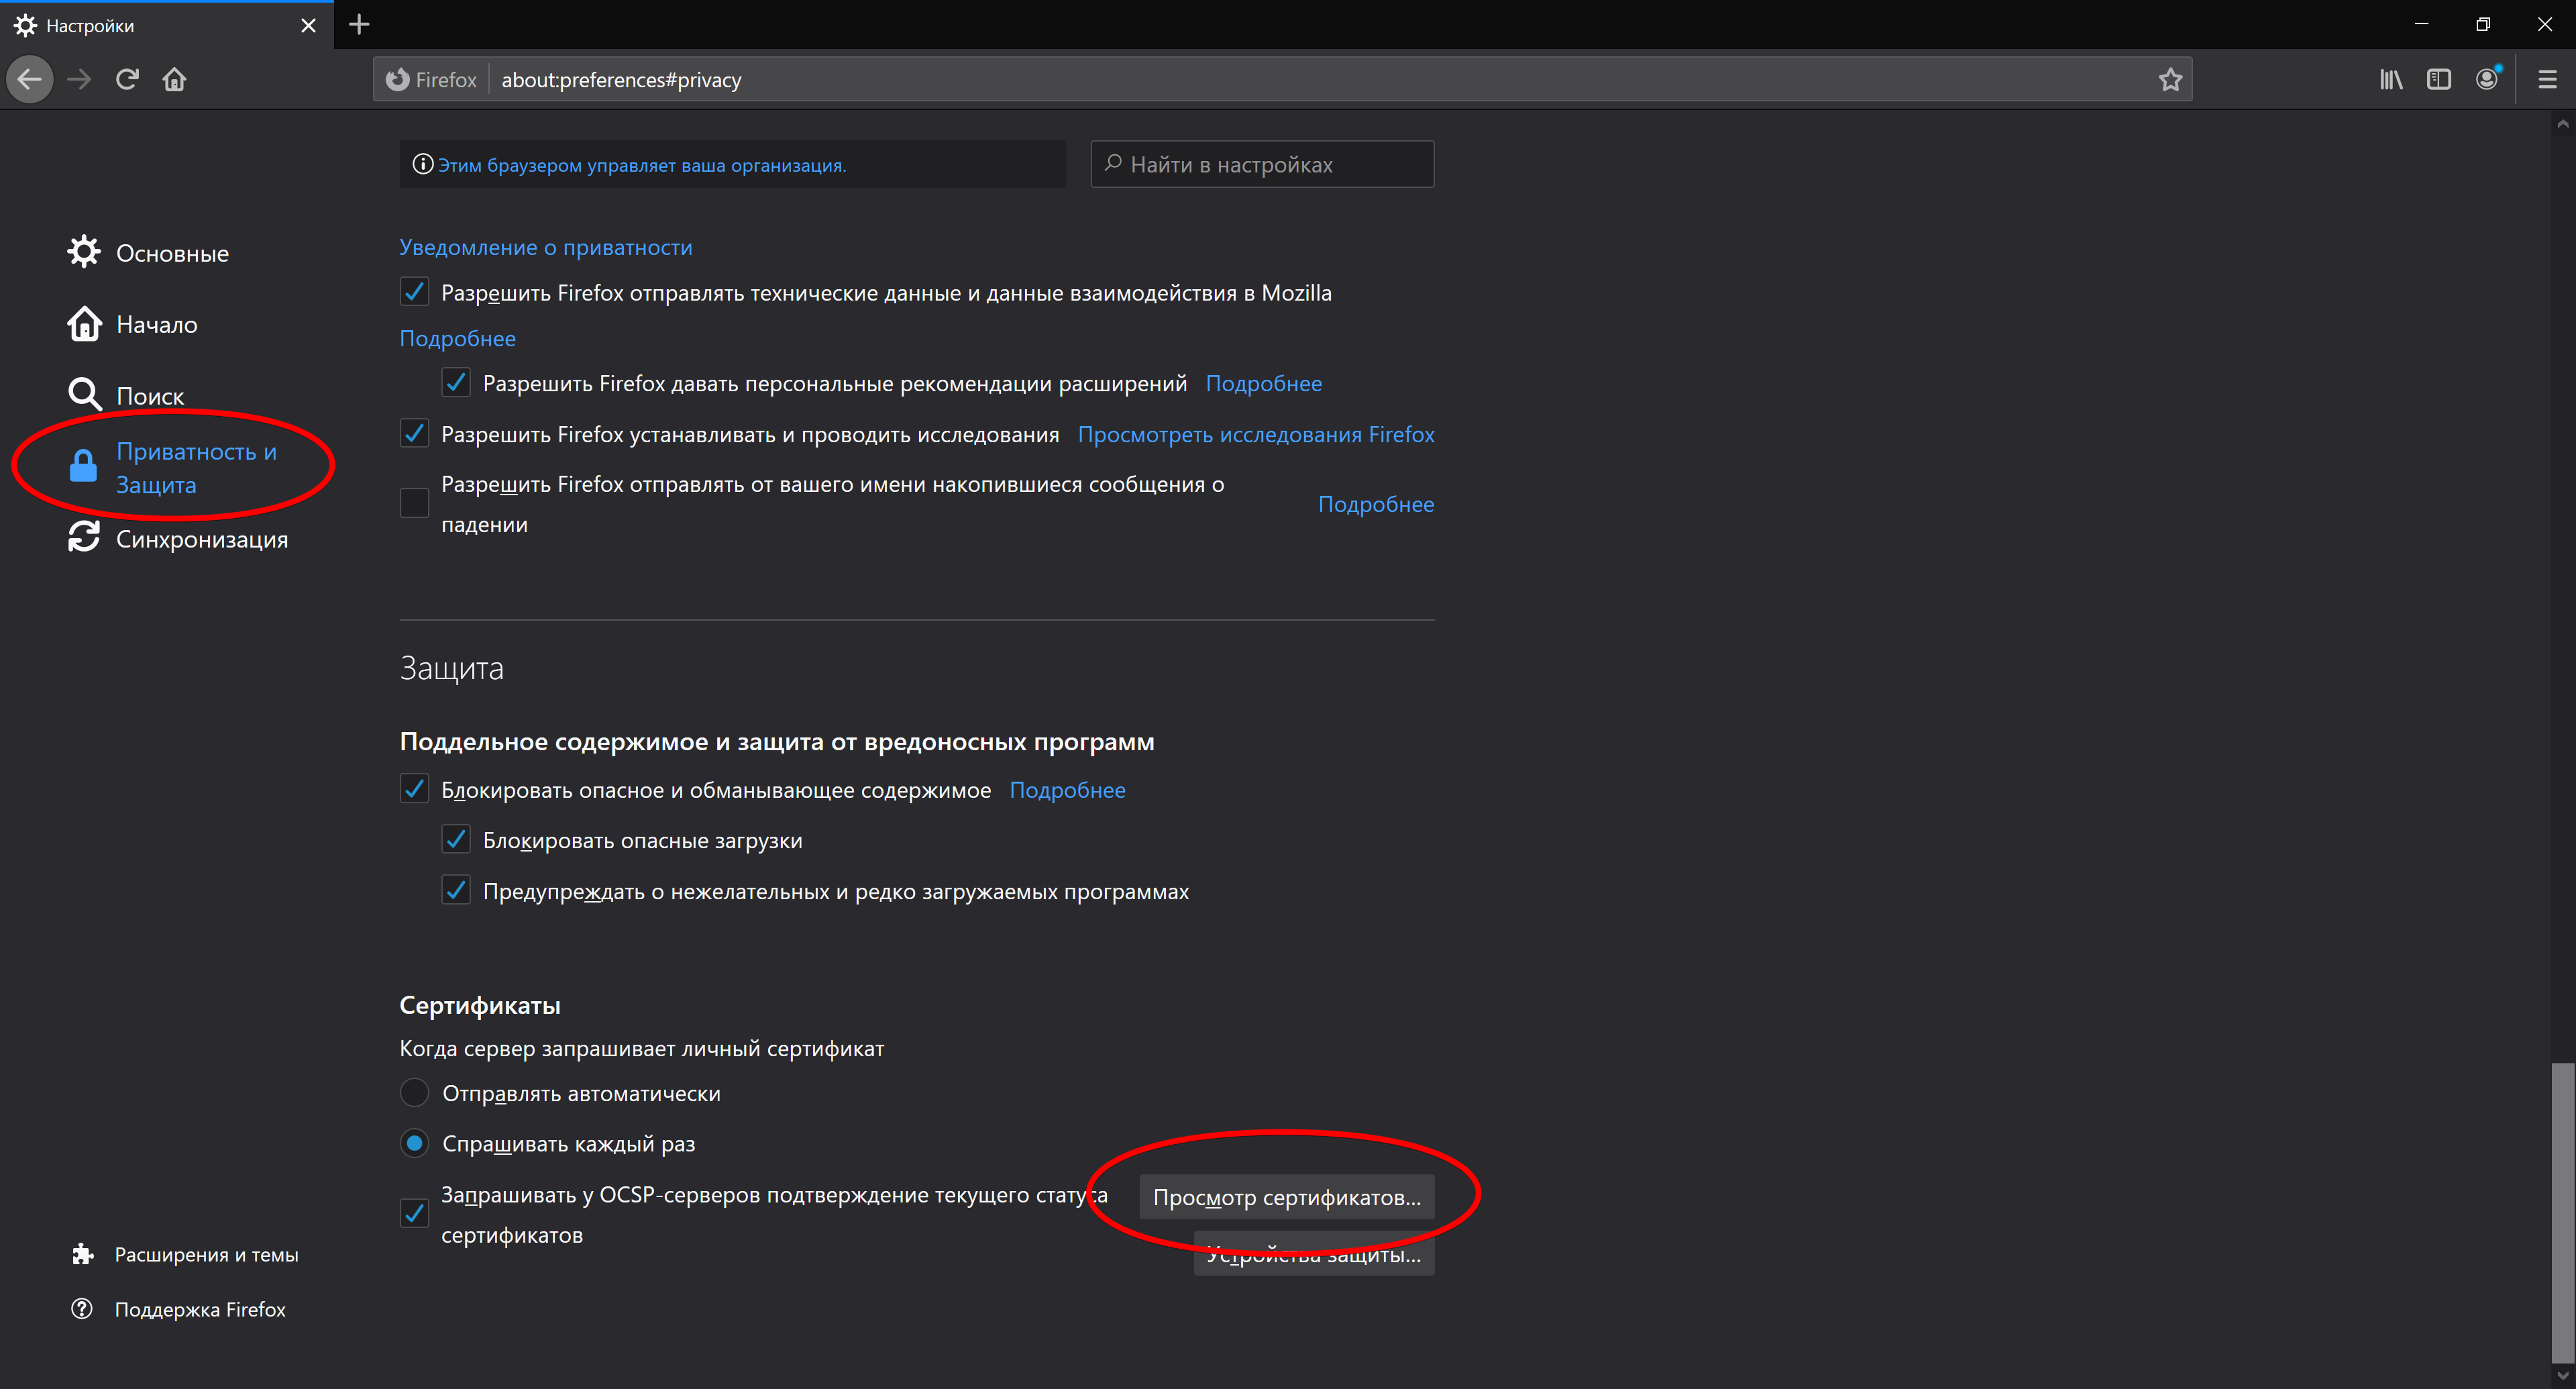 Настройки
Firefox
about:preferences#privacy
Этим браузером управляет ваша организация.
Найти в настройках
Основные
Начало
Поиск
Приватность и
Защита
Синхронизация
Уведомление о приватности
Разрешить Firefox отправлять технические данные и данные взаимодействия в Mozilla
Подробнее
Разрешить Firefox давать персональные рекомендации расширений Подробнее
Разрешить Firefox устанавливать и проводить исследования Просмотреть исследования Firefox
Разрешить Firefox отправлять от вашего имени накопившиеся сообщения о
падении
Подробнее
Защита
Поддельное содержимое и защита от вредоносных программ
Блокировать опасное и обманывающее содержимое Подробнее
Блокировать опасные загрузки
Предупреждать о нежелательных и редко загружаемых программах
Сертификаты
Когда сервер запрашивает личный сертификат
Отправлять автоматически
Спрашивать каждый раз
Запрашивать у OCSP-серверов подтверждение текущего статуса
сертификатов
Просмотр сертификатов...
Устройства защиты...
Расширения и темы
Поддержка Firefox